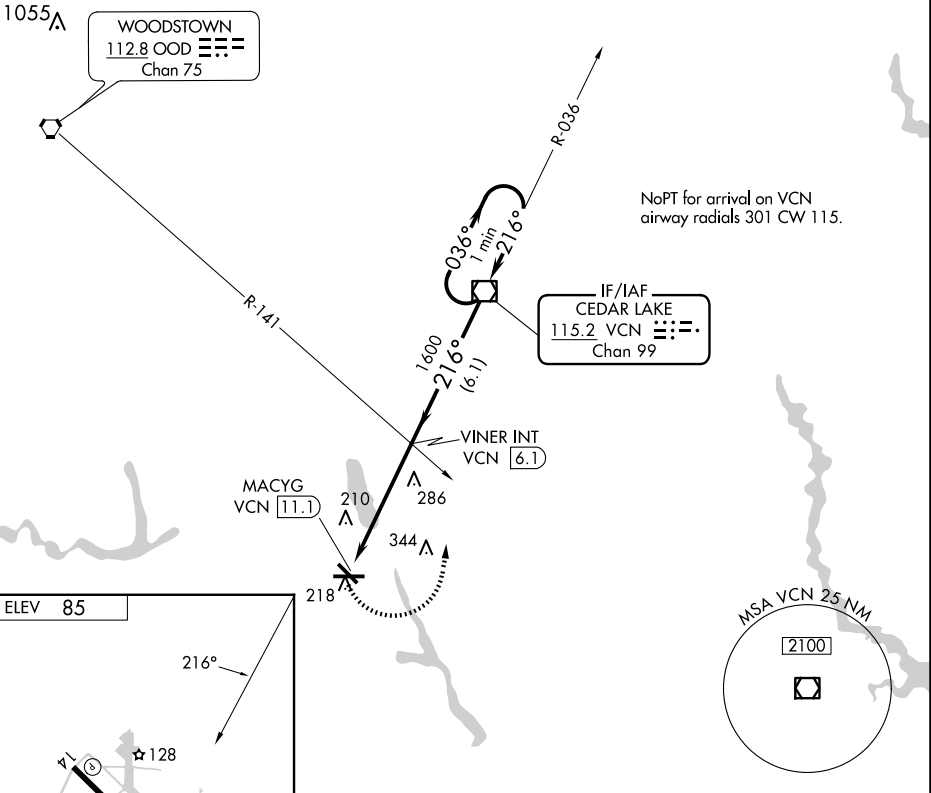 1055
WOODSTOWN
112.8 OOD
Chan 75
R-036
NoPT for arrival on VCN
airway radials 301 CW 115.
036°
1 min
216°
IF/IAF
CEDAR LAKE
115.2 VCN
Chan 99
R-141
1600
216°
(6.1)
VINER INT
VCN 6.1
MACYG
VCN 11.1
210
286
344
218
ELEV 85
216°
MSA VCN 25 NM
2100
14
P
128